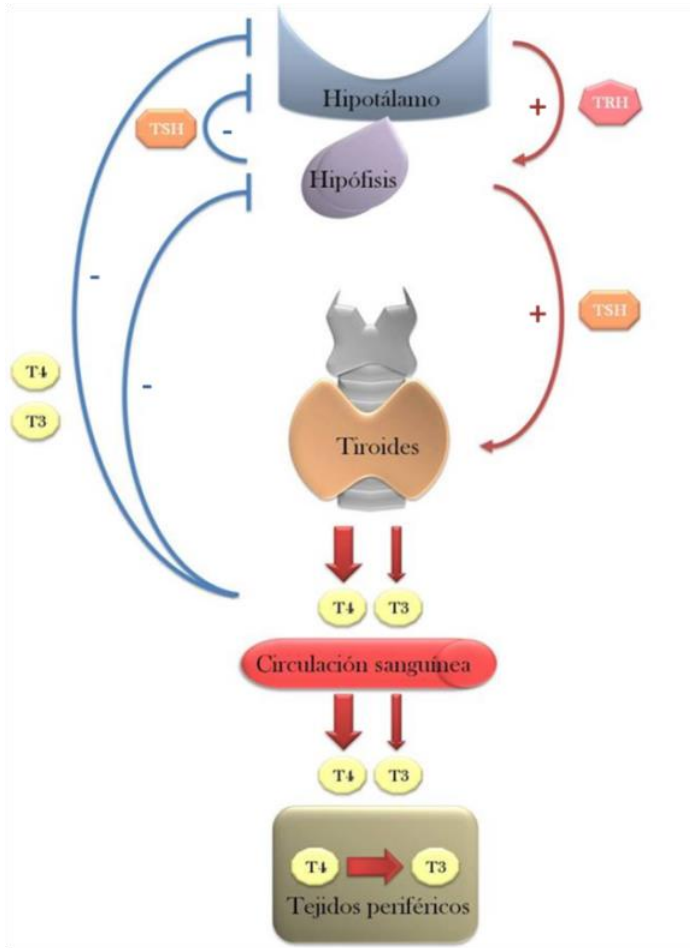 Hipotálamo
TRH
+
TSH
-
Hipófisis
-
+
TSH
T4
-
T3
Tiroides
T4 T3
Circulación sanguínea
T4 T3
T4 T3
Tejidos periféricos